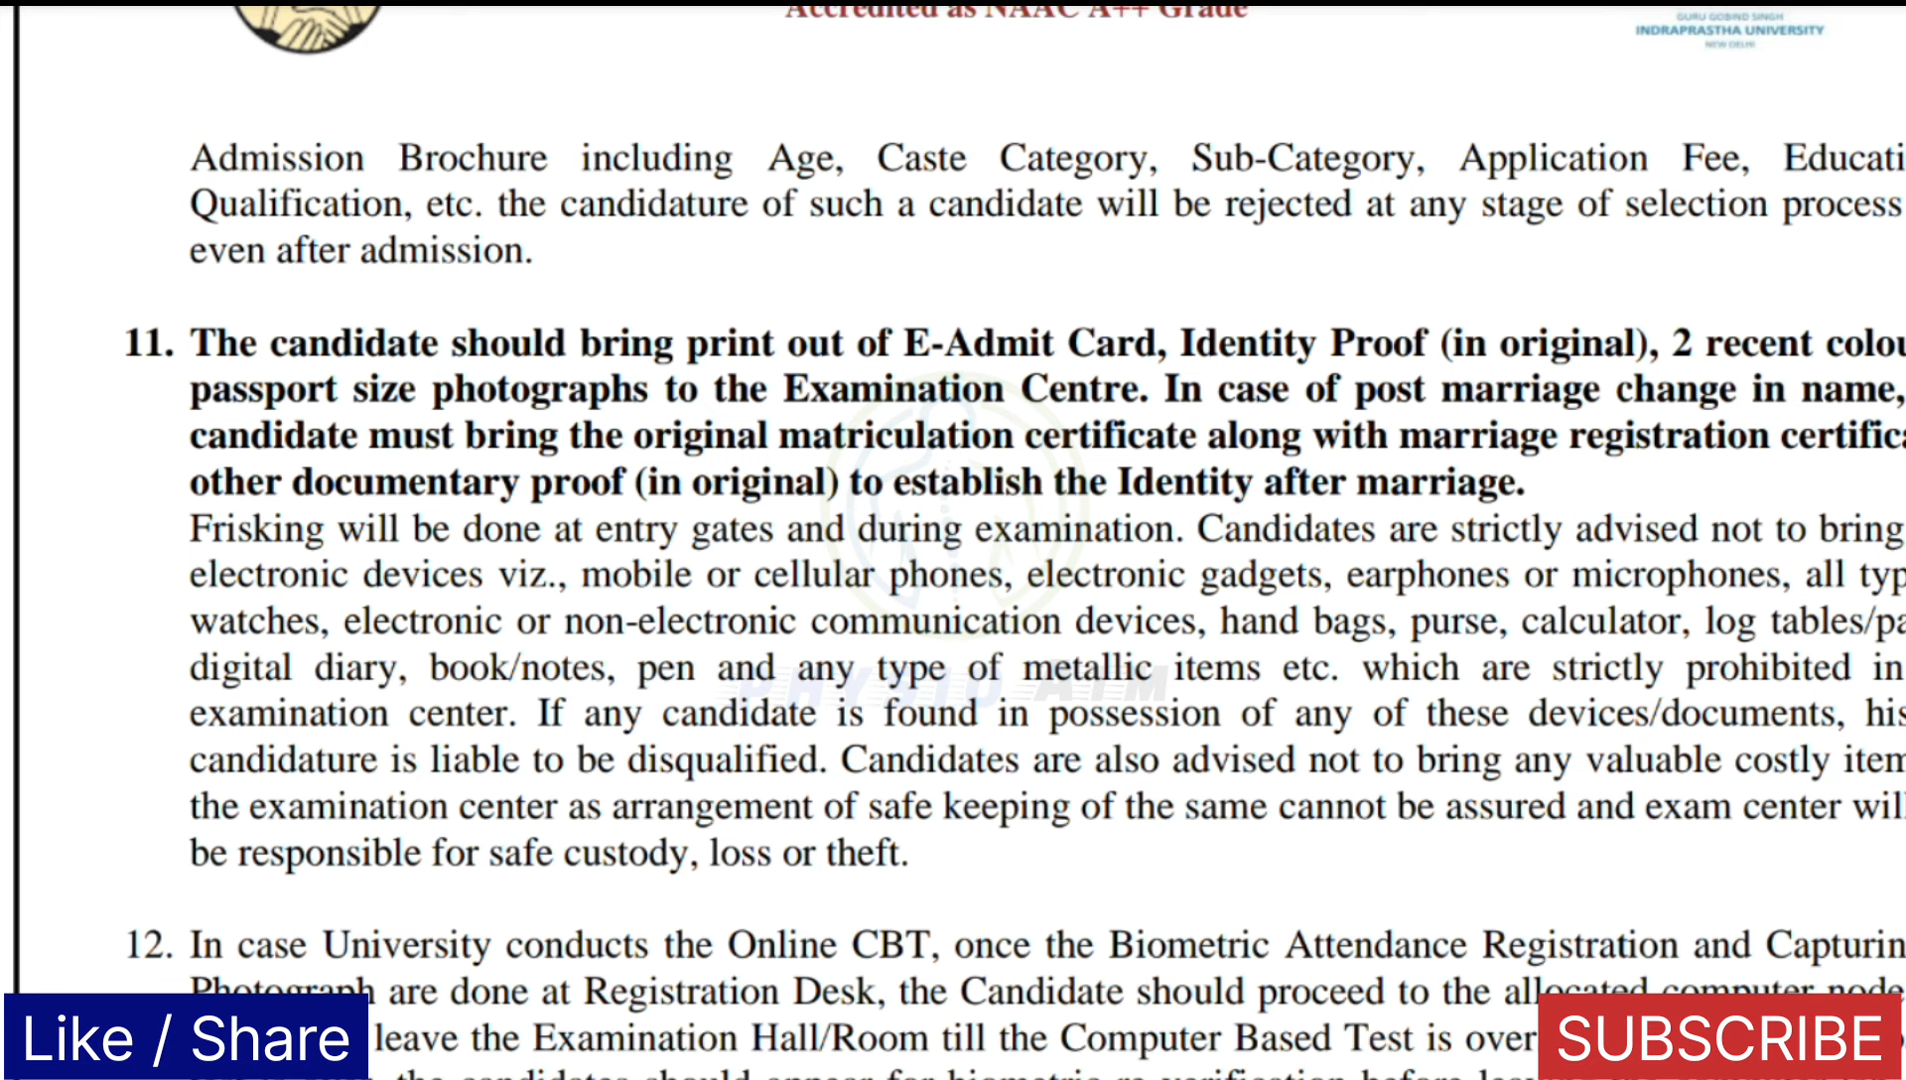 Accredited as NAAC A++ Grade
GURU GOBIND SINGH
INDRAPRASTHA UNIVERSITY
NEW DELHI
Admission Brochure including Age, Caste Category, Sub-Category, Application Fee, Educati
Qualification, etc. the candidature of such a candidate will be rejected at any stage of selection process
even after admission.
11. The candidate should bring print out of E-Admit Card, Identity Proof (in original), 2 recent colou
passport size photographs to the Examination Centre. In case of post marriage change in name,
candidate must bring the original matriculation certificate along with marriage registration certifica
other documentary proof (in original) to establish the Identity after marriage.
Frisking will be done at entry gates and during examination. Candidates are strictly advised not to bring
electronic devices viz., mobile or cellular phones, electronic gadgets, earphones or microphones, all typ
watches, electronic or non-electronic communication devices, hand bags, purse, calculator, log tables/pa
digital diary, book/notes, pen and any type of metallic items etc. which are strictly prohibited in
PHYSIO ATM
examination center. If any candidate is found in possession of any of these devices/documents, his
candidature is liable to be disqualified. Candidates are also advised not to bring any valuable costly item
the examination center as arrangement of safe keeping of the same cannot be assured and exam center wil
be responsible for safe custody, loss or theft.
12. In case University conducts the Online CBT, once the Biometric Attendance Registration and Capturin
Photograph are done at Registration Desk, the Candidate should proceed to the allocated computer node
leave the Examination Hall/Room till the Computer Based Test is over
Like / Share
SUBSCRIBE